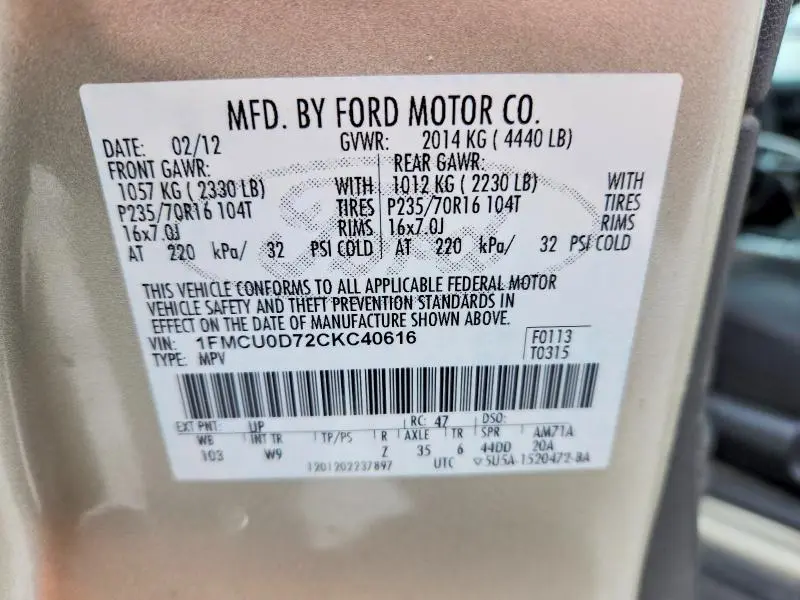 MFD. BY FORD MOTOR CO.
DATE: 02/12 GVWR: 2014 KG ( 4440 LB)
FRONT GAWR: REAR GAWR:
1057 KG ( 2330 LB) WITH 1012 KG ( 2230 LB) WITH
P235/70R16 104T TIRES P235/70R16 104T TIRES
16x7.0J RIMS 16x7.0J RIMS
AT 220 kPa/ 32 PSI COLD AT 220 kPa/ 32 PSI COLD
THIS VEHICLE CONFORMS TO ALL APPLICABLE FEDERAL MOTOR
VEHICLE SAFETY AND THEFT PREVENTION STANDARDS IN
EFFECT ON THE DATE OF MANUFACTURE SHOWN ABOVE.
VIN: 1FMCU0D72CKC40616 F0113
TYPE: MPV T0315
EXT PNT: UP RC: 47 DSO:
WB INT TR TP/PS R AXLE TR SPR AM71A
103 W9 Z 35 6 44DD 20A
1201202237897 UTC ▽5U5A-1520472-BA